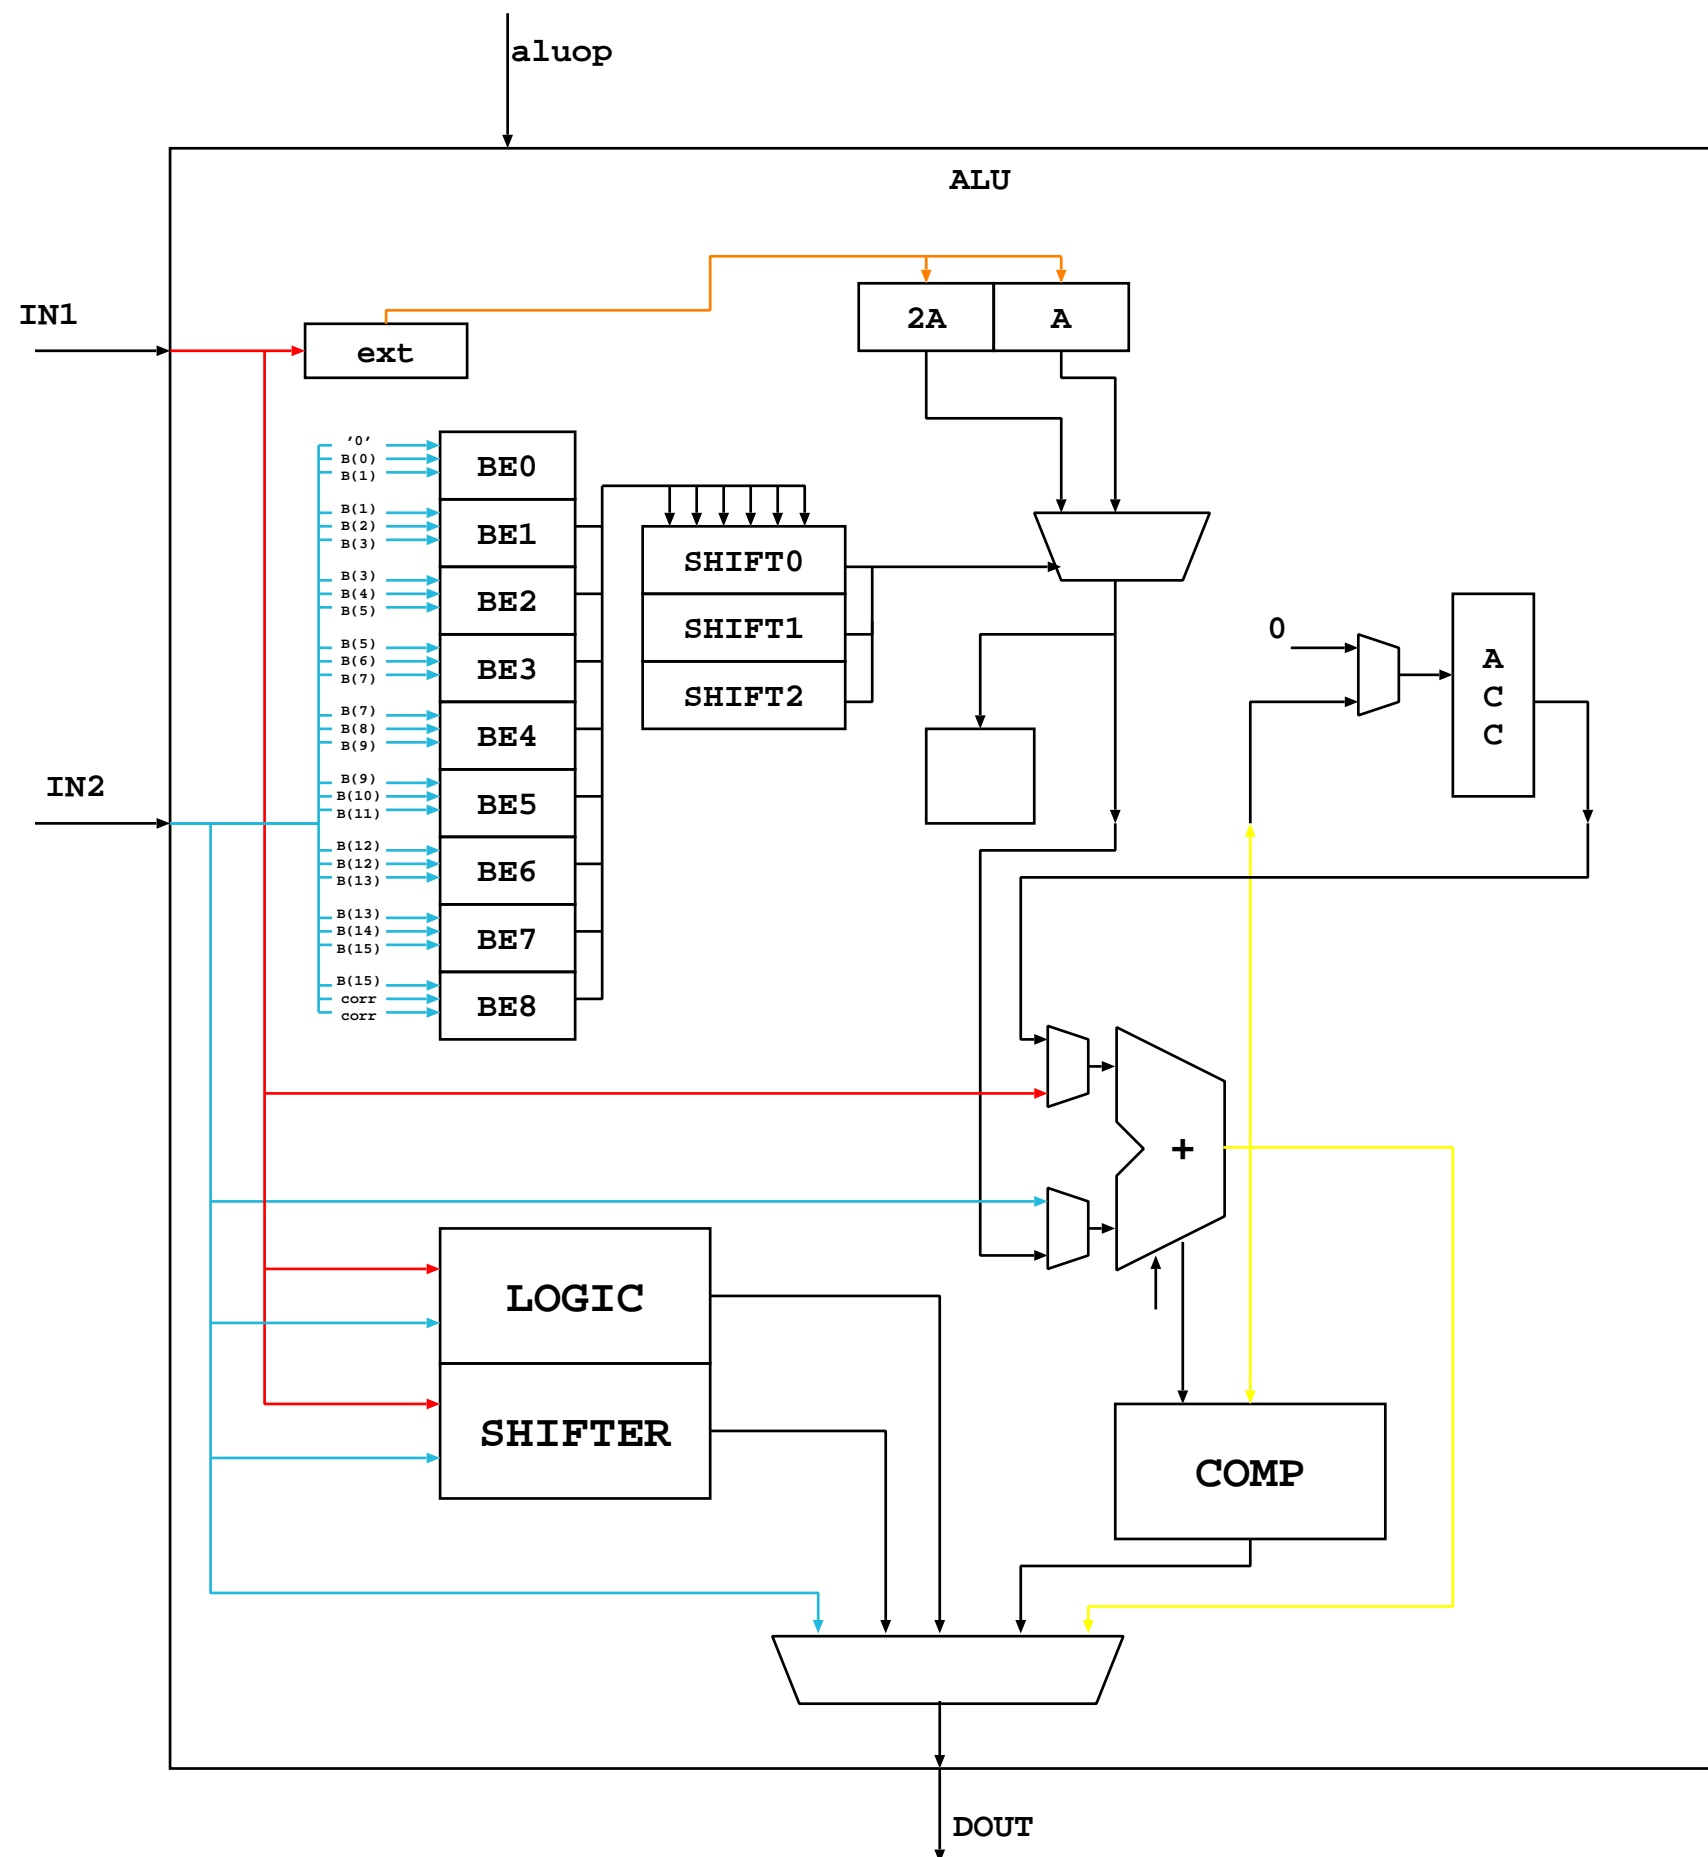 aluop
ALU
IN1
ext
2A
A
'0'
B(0)
B(1)
BE0
B(1)
B(2)
B(3)
BE1
B(3)
B(4)
B(5)
BE2
B(5)
B(6)
B(7)
BE3
B(7)
B(8)
B(9)
BE4
B(9)
B(10)
B(11)
BE5
B(12)
B(12)
B(13)
BE6
B(13)
B(14)
B(15)
BE7
B(15)
corr
corr
BE8
SHIFT0
SHIFT1
SHIFT2
0
A
C
C
IN2
+
LOGIC
SHIFTER
COMP
DOUT